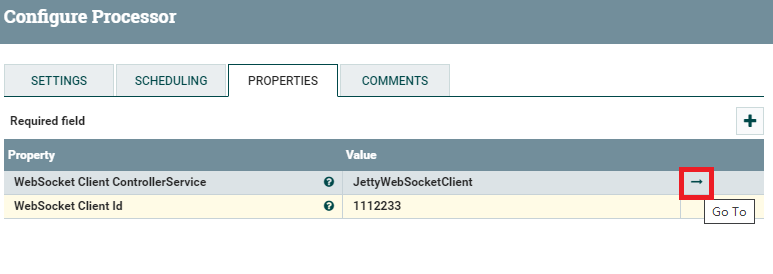 Configure Processor
SETTINGS SCHEDULING PROPERTIES COMMENTS
Required field
Property Value
WebSocket Client ControllerService JettyWebSocketClient
WebSocket Client Id 1112233
Go To